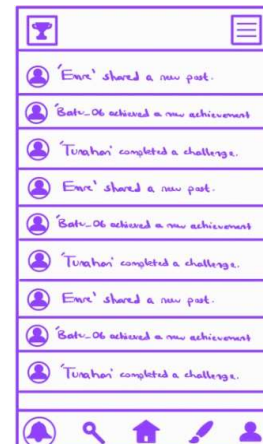 'Emre' shared a new post.
'Batu_06 achieved a new achievement
'Turahan' completed a challenge.
Emre' shared a new post.
'Batu_06 achieved a new achievement
'Turahan' completed a challenge.
Emre' shared a new post.
'Batu_06 achieved a new achievement
'Turahan' completed a challenge.